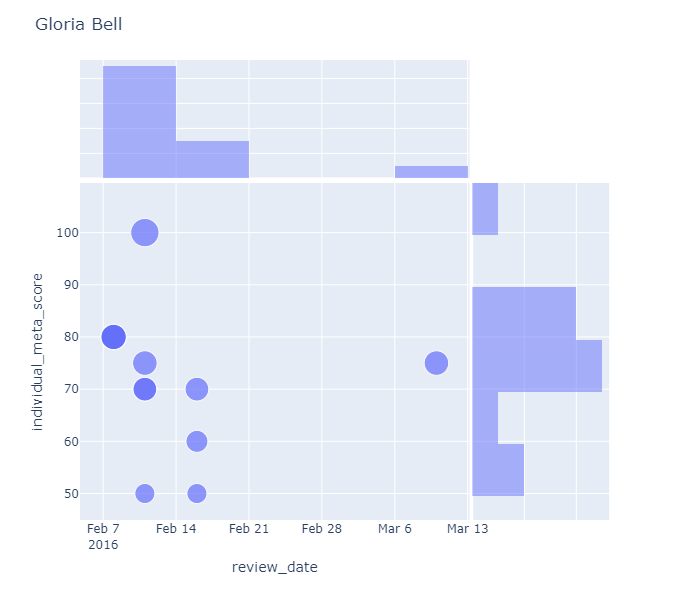 Gloria Bell
100
90
80
70
60
50
individual_meta_score
Feb 7
2016
Feb 14
Feb 21
Feb 28
Mar 6
Mar 13
review_date